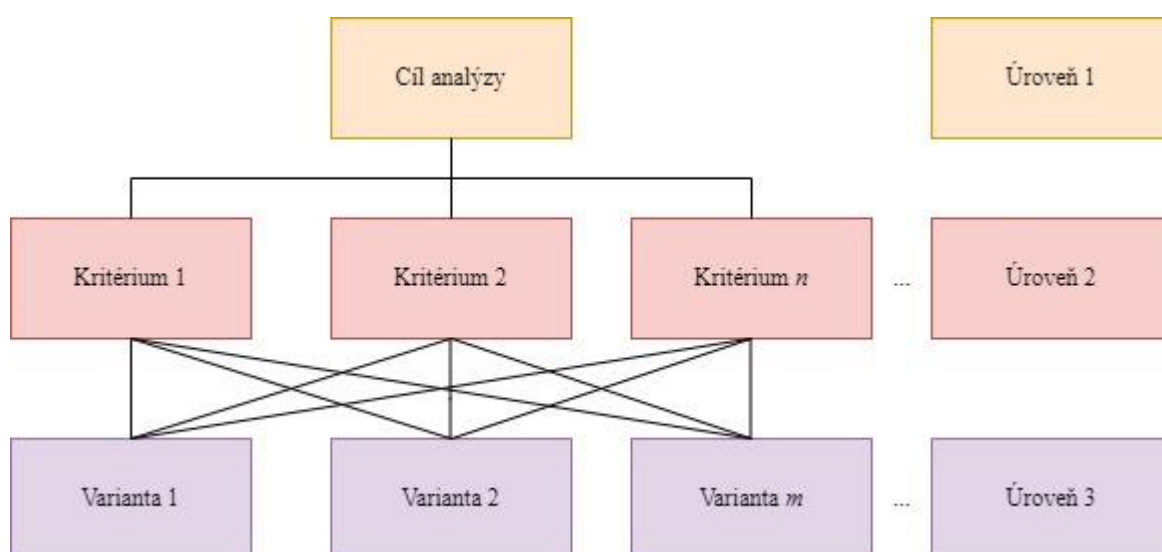 Cíl analýzy
Úroveň 1
Kritérium 1
Kritérium 2
Kritérium n
...
Úroveň 2
Varianta 1
Varianta 2
Varianta m
...
Úroveň 3